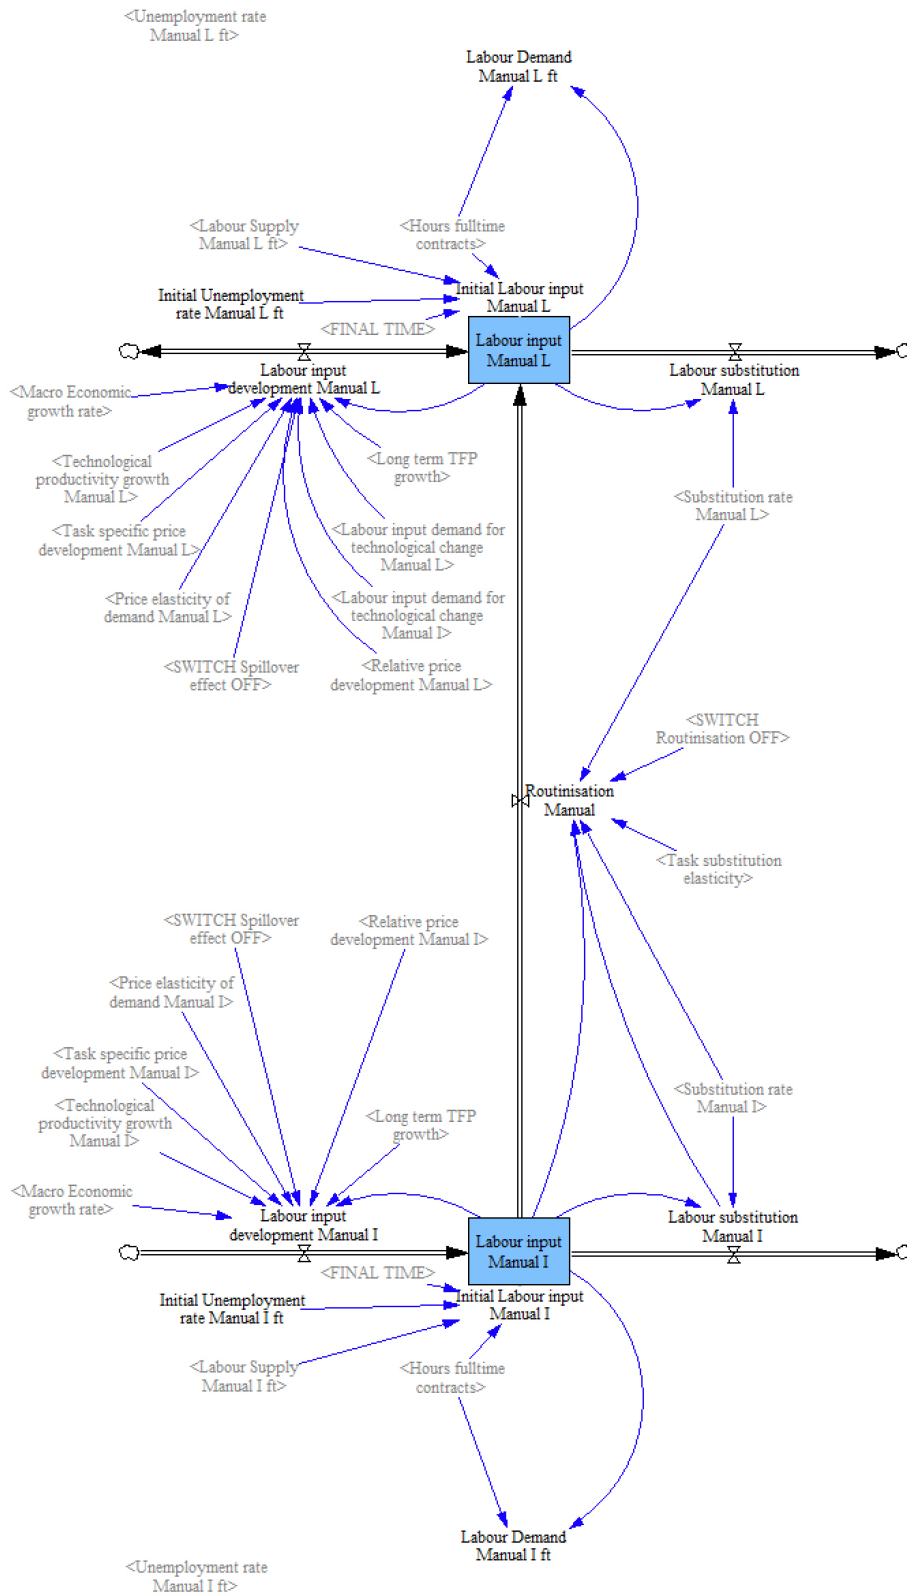 <Unemployment rate
Manual L ft>
Labour Demand
Manual L ft
<Labour Supply
Manual L ft>
<Hours fulltime
contracts>
Initial Unemployment
rate Manual L ft
Initial Labour input
Manual L
<FINAL TIME>
Labour input
Manual L
Labour input
development Manual L
Labour substitution
Manual L
<Macro Economic
growth rate>
<Technological
productivity growth
Manual L>
<Long term TFP
growth>
<Substitution rate
Manual L>
<Task specific price
development Manual L>
<Labour input demand for
technological change
Manual L>
<Price elasticity of
demand Manual L>
<Labour input demand for
technological change
Manual I>
<SWITCH Spillover
effect OFF>
<Relative price
development Manual L>
<SWITCH
Routinisation OFF>
Routinisation
Manual
<Task substitution
elasticity>
<SWITCH Spillover
effect OFF>
<Relative price
development Manual I>
<Price elasticity of
demand Manual I>
<Task specific price
development Manual I>
<Technological
productivity growth
Manual I>
<Long term TFP
growth>
<Substitution rate
Manual I>
<Macro Economic
growth rate>
Labour input
development Manual I
Labour substitution
Manual I
Labour input
Manual I
<FINAL TIME>
Initial Unemployment
rate Manual I ft
Initial Labour input
Manual I
<Labour Supply
Manual I ft>
<Hours fulltime
contracts>
Labour Demand
Manual I ft
<Unemployment rate
Manual I ft>